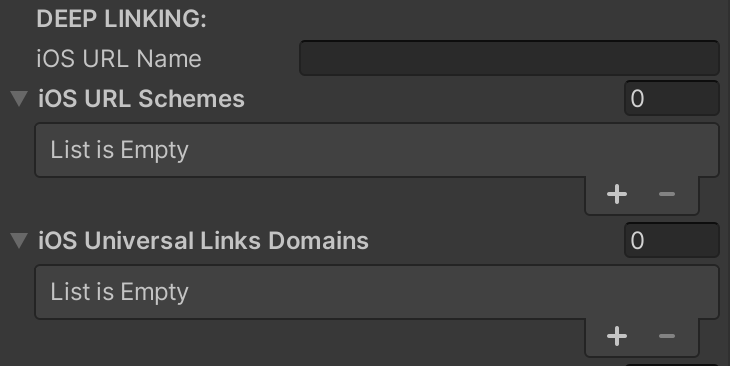 DEEP LINKING:
iOS URL Name
iOS URL Schemes 0
List is Empty
+ −
iOS Universal Links Domains 0
List is Empty
+ −